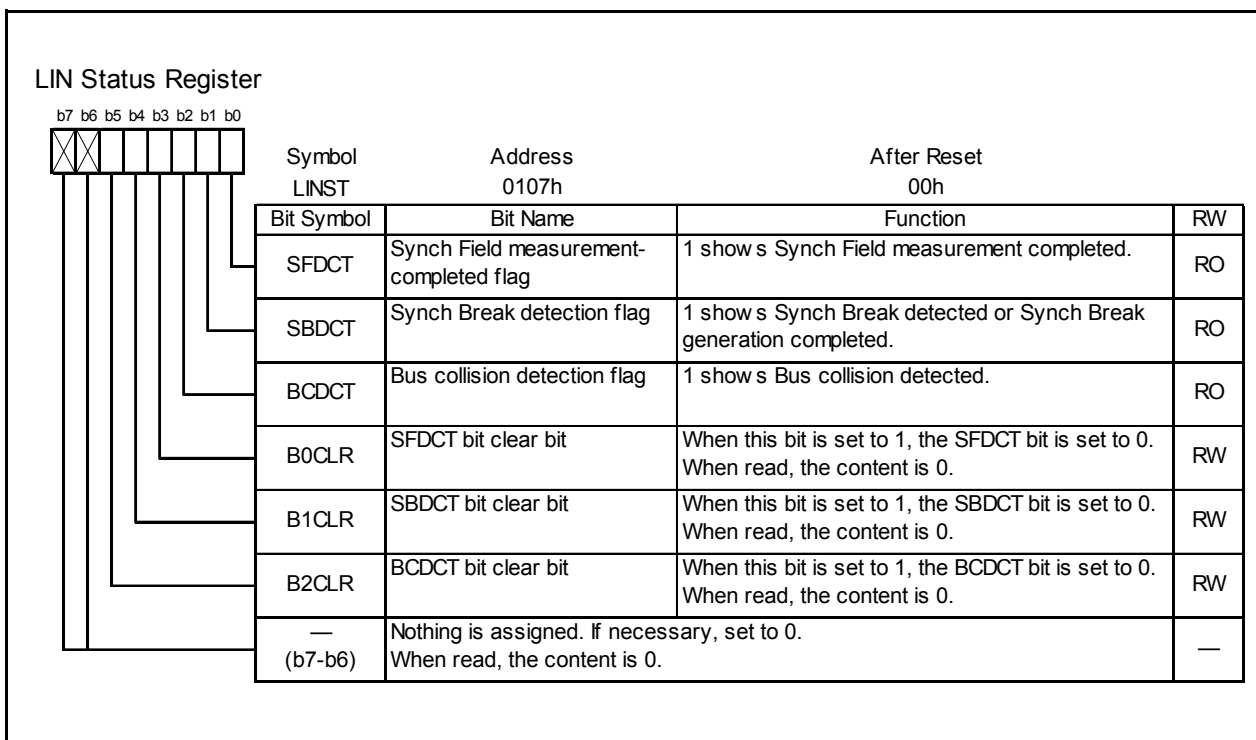 LIN Status Register
b7 b6 b5 b4 b3 b2 b1 b0
Symbol Address After Reset
LINST 0107h 00h
Bit Symbol Bit Name Function RW
SFDCT Synch Field measurement-completed flag 1 shows Synch Field measurement completed. RO
SBDCT Synch Break detection flag 1 shows Synch Break detected or Synch Break generation completed. RO
BCDCT Bus collision detection flag 1 shows Bus collision detected. RO
B0CLR SFDCT bit clear bit When this bit is set to 1, the SFDCT bit is set to 0. When read, the content is 0. RW
B1CLR SBDCT bit clear bit When this bit is set to 1, the SBDCT bit is set to 0. When read, the content is 0. RW
B2CLR BCDCT bit clear bit When this bit is set to 1, the BCDCT bit is set to 0. When read, the content is 0. RW
— (b7-b6) Nothing is assigned. If necessary, set to 0. When read, the content is 0. —